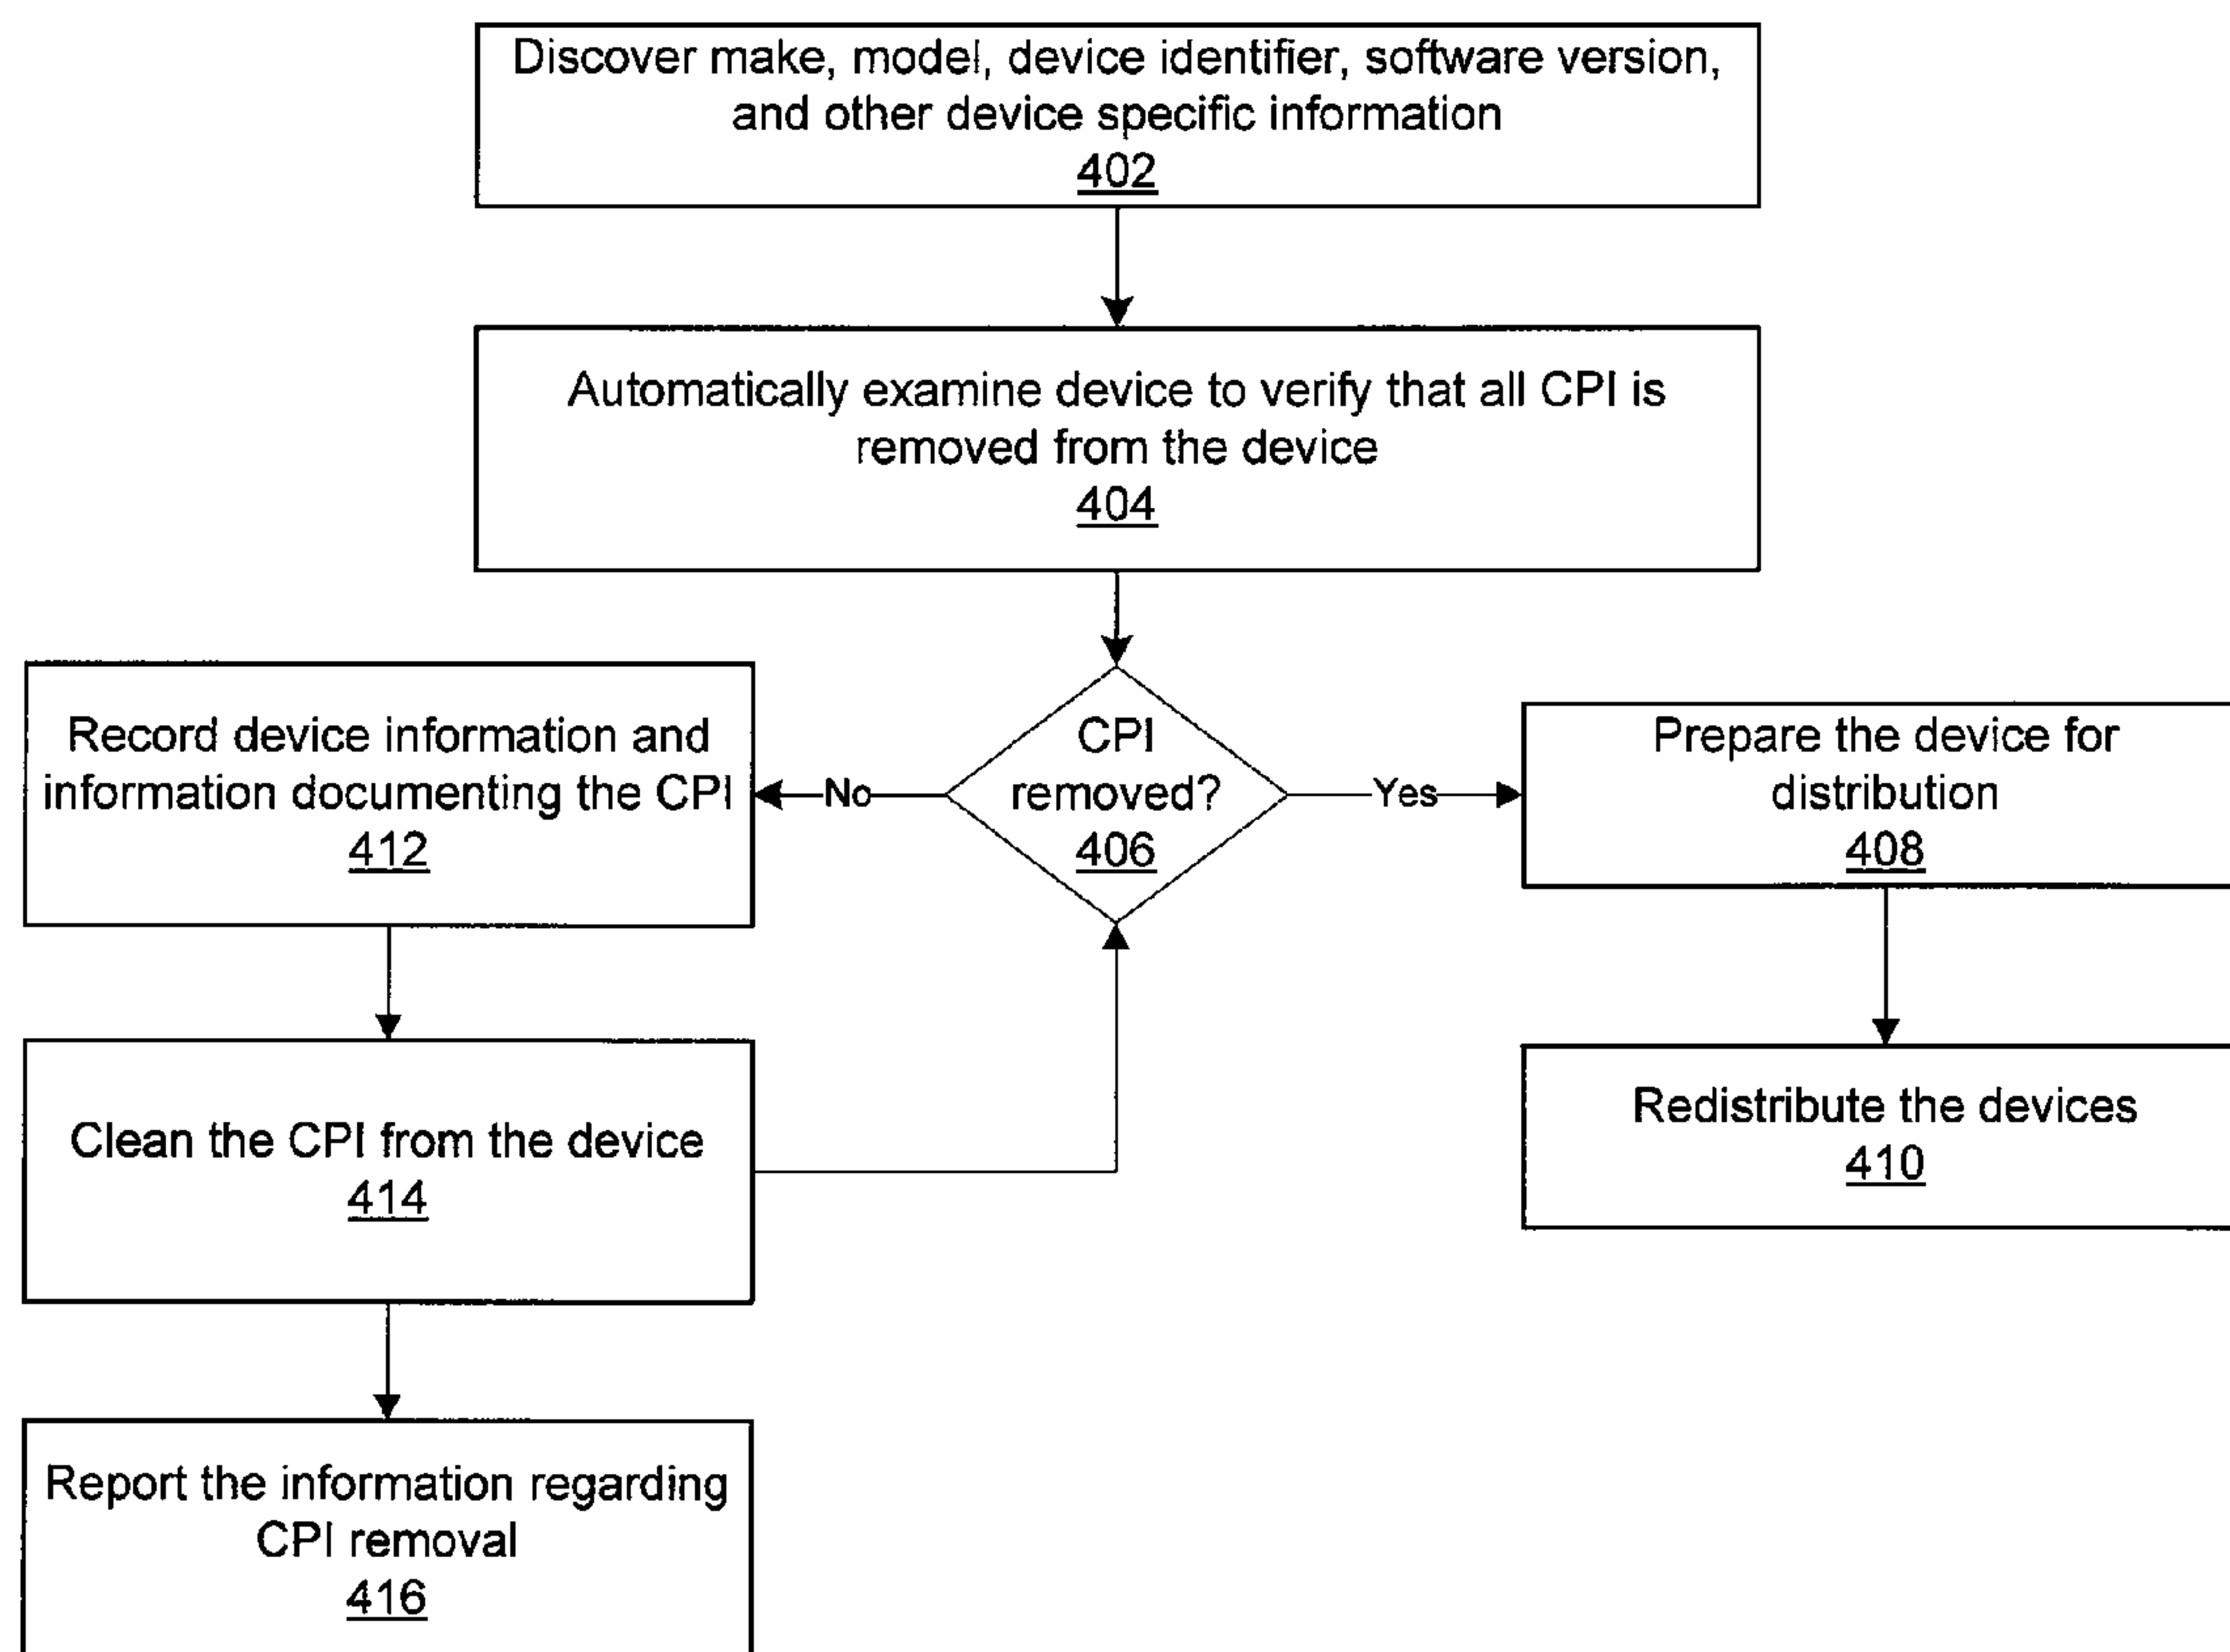 Discover make, model, device identifier, software version,
and other device specific information
402
Automatically examine device to verify that all CPI is
removed from the device
404
CPI
removed?
406
No
Yes
Record device information and
information documenting the CPI
412
Prepare the device for
distribution
408
Clean the CPI from the device
414
Redistribute the devices
410
Report the information regarding
CPI removal
416